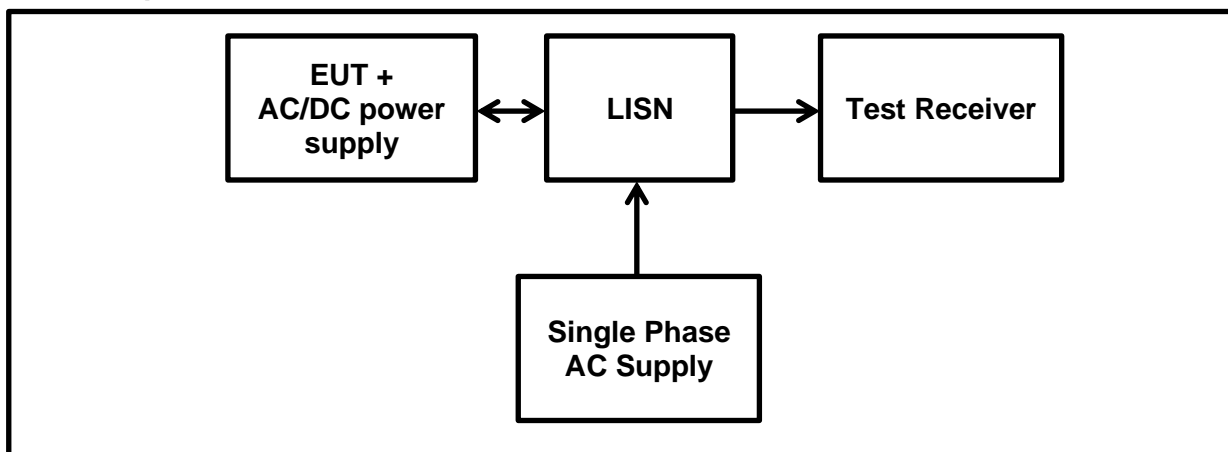 EUT +
AC/DC power
supply
LISN
Test Receiver
Single Phase
AC Supply